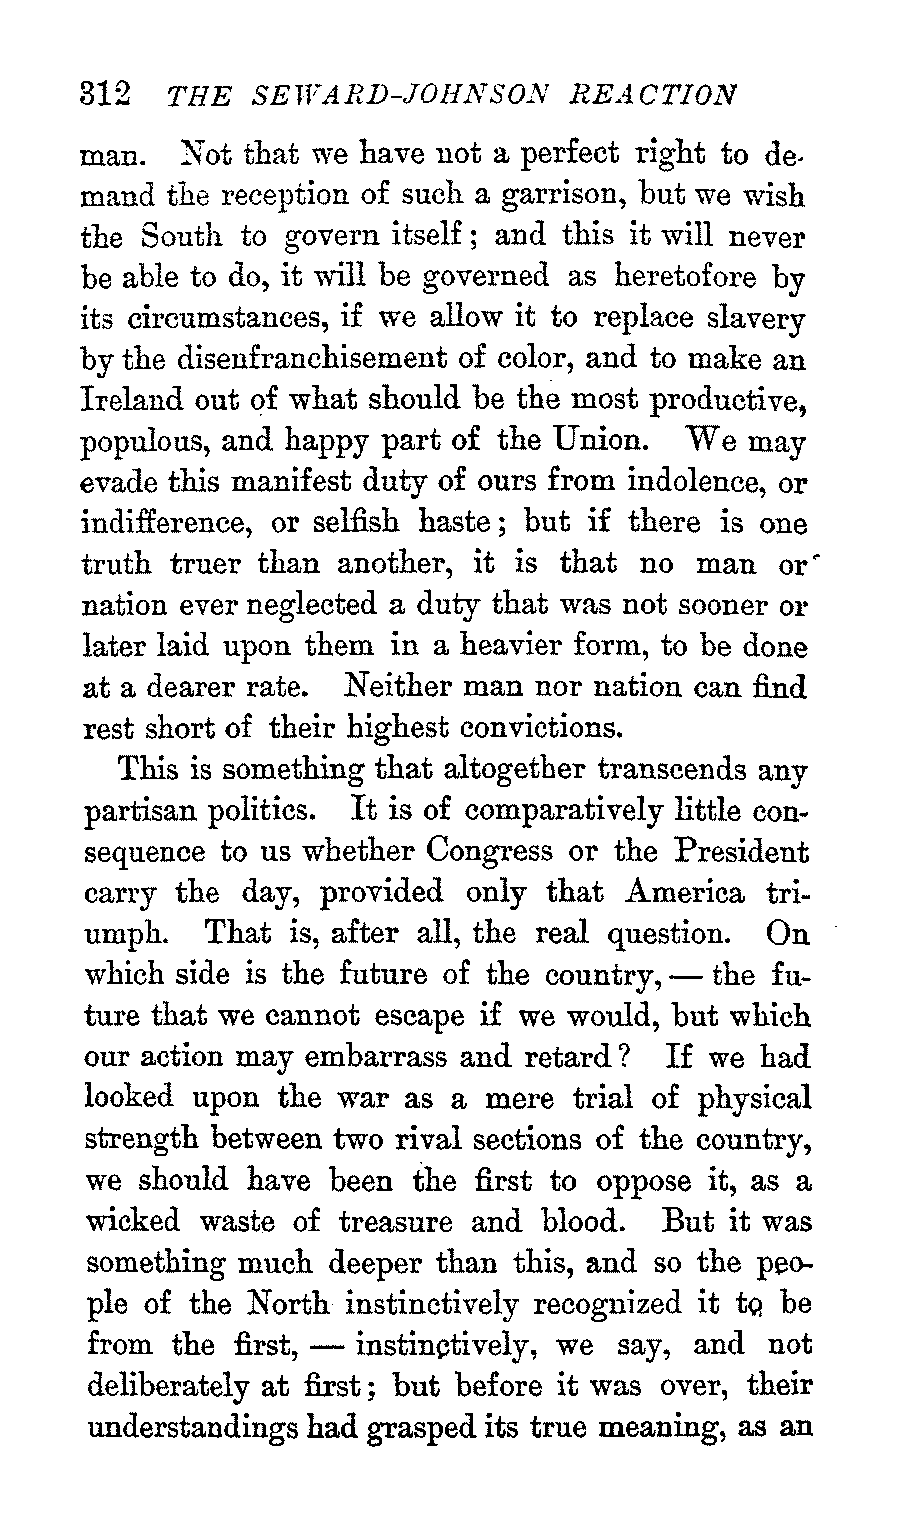 312 THE SEWARD-JOHNSON REACTION
man. Not that we have not a perfect right to de-
mand the reception of such a garrison, but we wish
the South to govern itself; and this it will never
be able to do, it will be governed as heretofore by
its circumstances, if we allow it to replace slavery
by the disenfranchisement of color, and to make an
Ireland out of what should be the most productive,
populous, and happy part of the Union. We may
evade this manifest duty of ours from indolence, or
indifference, or selfish haste; but if there is one
truth truer than another, it is that no man or
nation ever neglected a duty that was not sooner or
later laid upon them in a heavier form, to be done
at a dearer rate. Neither man nor nation can find
rest short of their highest convictions.
This is something that altogether transcends any
partisan politics. It is of comparatively little con-
sequence to us whether Congress or the President
carry the day, provided only that America tri-
umph. That is, after all, the real question. On
which side is the future of the country, — the fu-
ture that we cannot escape if we would, but which
our action may embarrass and retard? If we had
looked upon the war as a mere trial of physical
strength between two rival sections of the country,
we should have been the first to oppose it, as a
wicked waste of treasure and blood. But it was
something much deeper than this, and so the peo-
ple of the North instinctively recognized it to be
from the first, — instinctively, we say, and not
deliberately at first; but before it was over, their
understandings had grasped its true meaning, as an